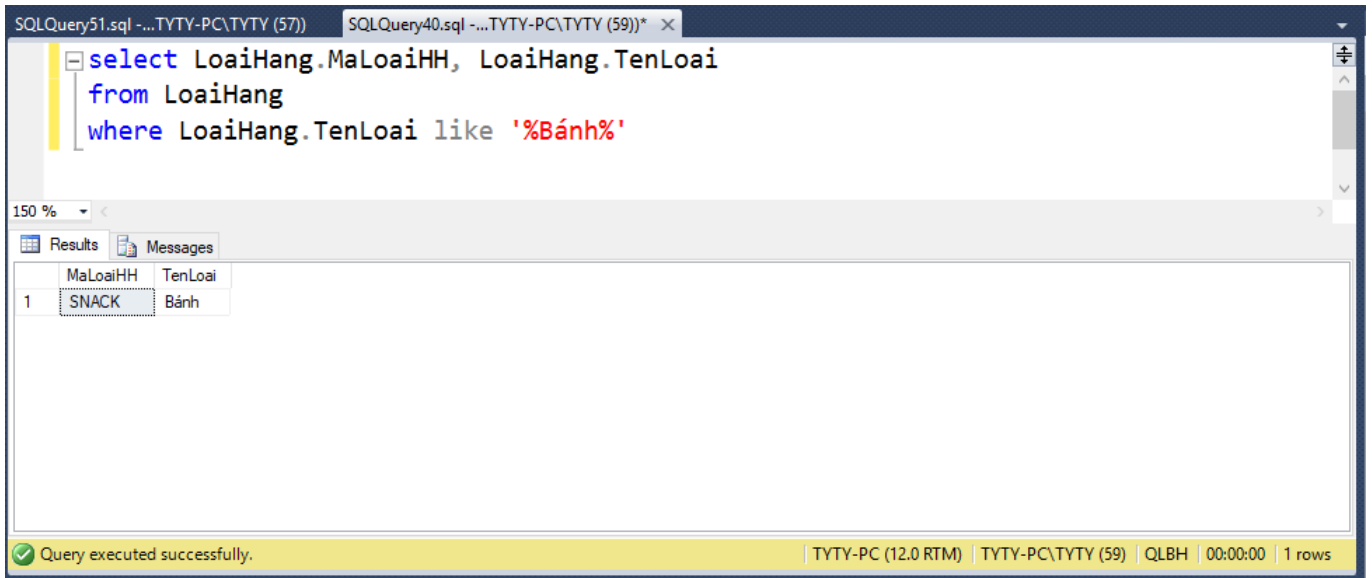 SQLQuery51.sql -...TYTY-PC\TYTY (57))
SQLQuery40.sql -...TYTY-PC\TYTY (59))*
select LoaiHang.MaLoaiHH, LoaiHang.TenLoai
from LoaiHang
where LoaiHang.TenLoai like '%Bánh%'
150 %
Results Messages
MaLoaiHH TenLoai
1 SNACK Bánh
Query executed successfully. TYTY-PC (12.0 RTM) TYTY-PC\TYTY (59) QLBH 00:00:00 1 rows